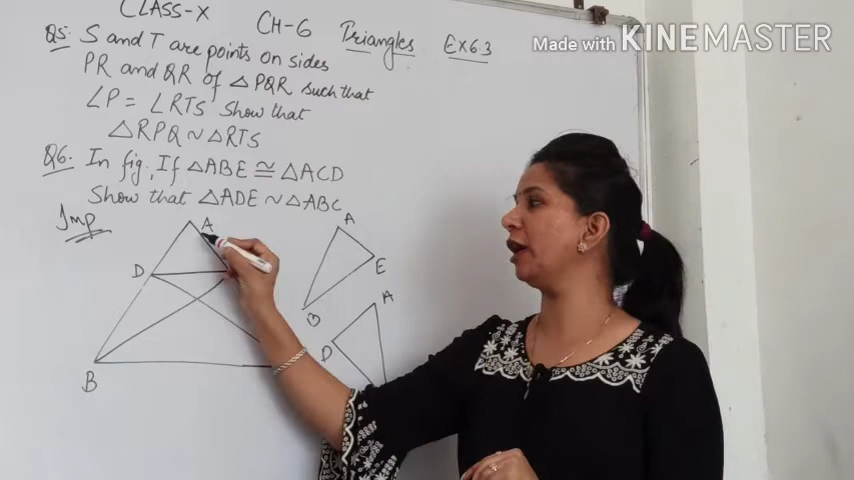 CLASS-X CH-6 Triangles EX 6.3
Made with KINEMASTER
Q5: S and T are points on sides
PR and QR of △PQR such that
∠P = ∠RTS Show that
△RPQ ~ △RTS
Q6. In fig., If △ABE ≅ △ACD
Show that △ADE ~ △ABC
Imp
A
A
D
E
A
B
D
B